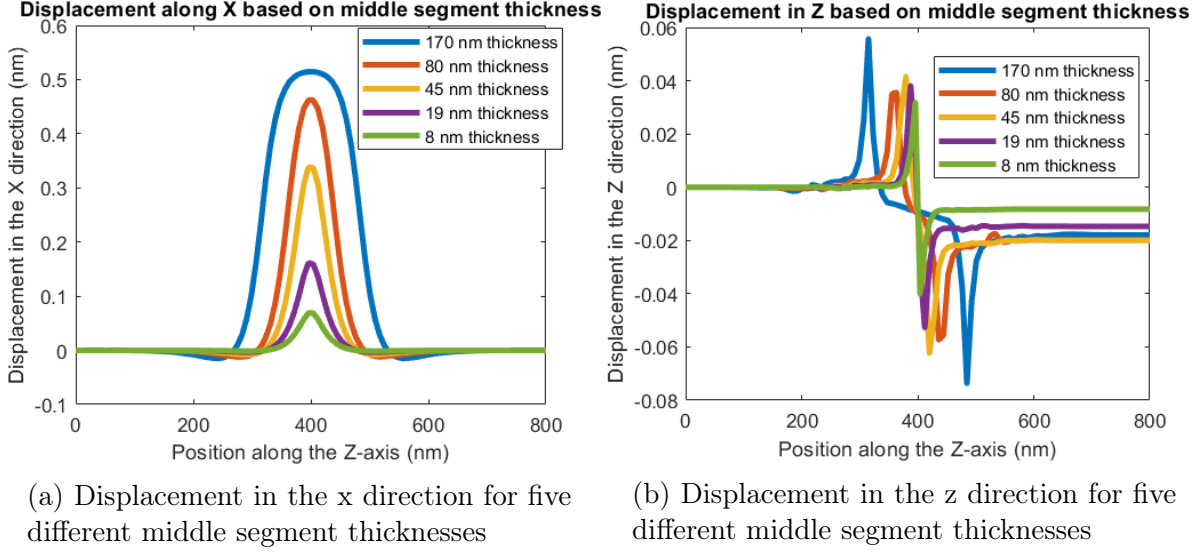 Displacement along X based on middle segment thickness
Displacement in the X direction (nm)
0.6
0.5
0.4
0.3
0.2
0.1
0
-0.1
170 nm thickness
80 nm thickness
45 nm thickness
19 nm thickness
8 nm thickness
0
200
400
600
800
Position along the Z-axis (nm)
(a) Displacement in the x direction for five
different middle segment thicknesses
Displacement in Z based on middle segment thickness
Displacement in the Z direction (nm)
0.06
0.04
0.02
0
-0.02
-0.04
-0.06
-0.08
170 nm thickness
80 nm thickness
45 nm thickness
19 nm thickness
8 nm thickness
0
200
400
600
800
Position along the Z-axis (nm)
(b) Displacement in the z direction for five
different middle segment thicknesses